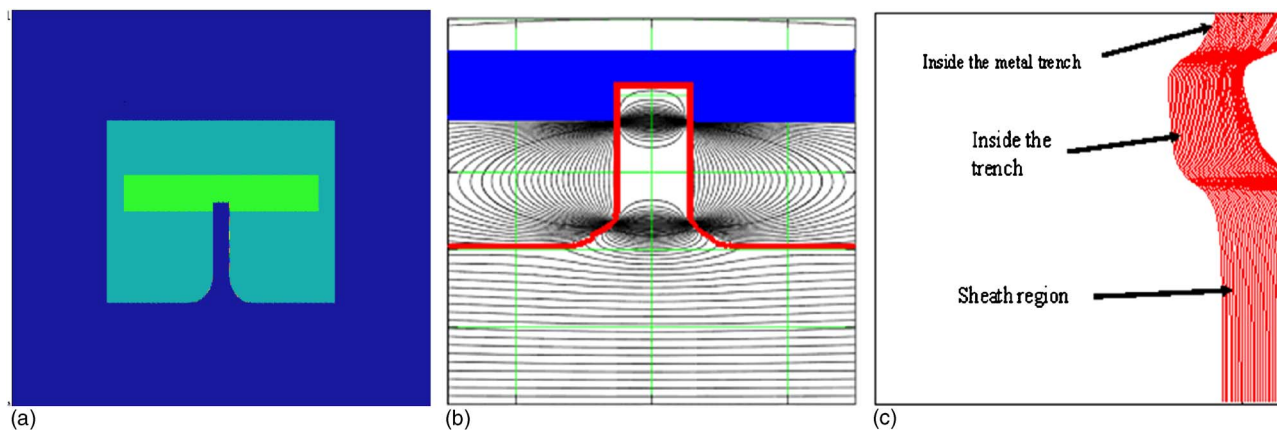 Inside the metal trench
Inside the
trench
Sheath region
(a)
(b)
(c)